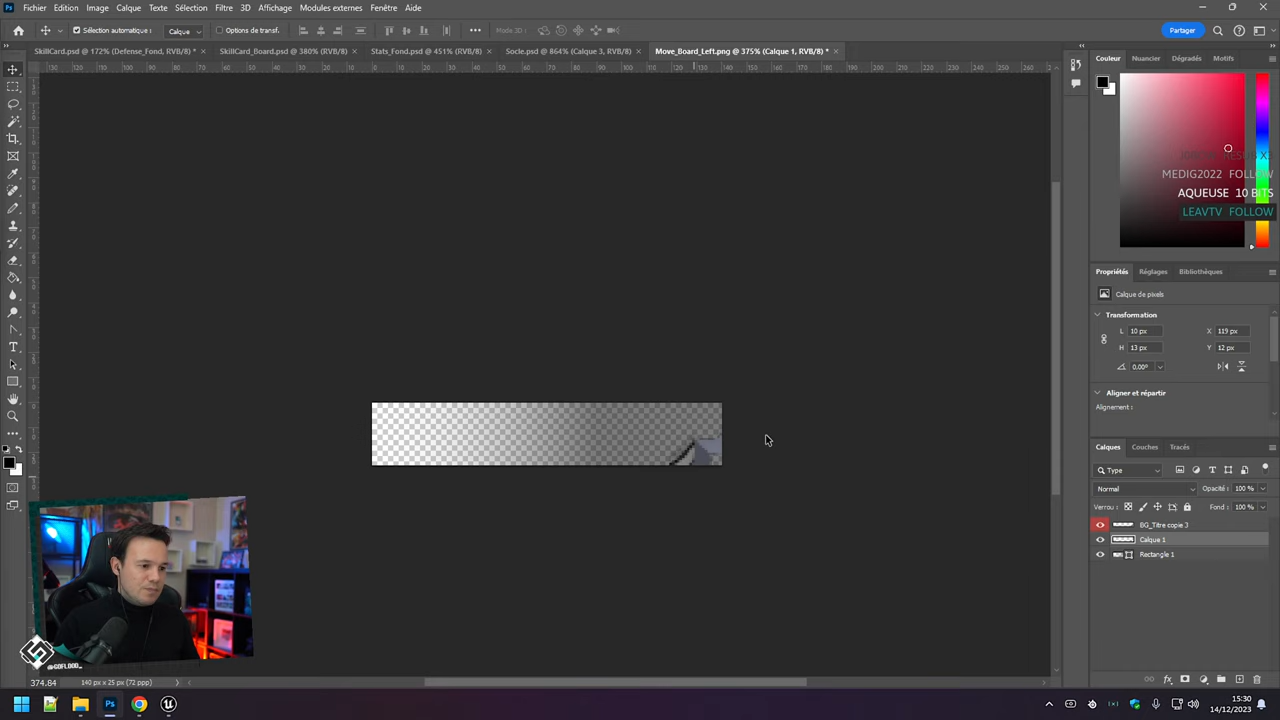 Fichier Edition Image Calque Texte Sélection Filtre 3D Affichage Modules externes Fenêtre Aide
Sélection automatique : Calque Options de transf. Partager
SkillCard.psd @ 172% (Defense_Fond, RVB/8) * SkillCard_Board.psd @ 380% (RVB/8) Stats_Fond.psd @ 451% (RVB/8) Socle.psd @ 864% (Calque 3, RVB/8) Move_Board_Left.png @ 375% (Calque 1, RVB/8) *
Couleur Nuancier Dégradés Motifs
MEDIG2022 FOLLOW
AQUEUSE 10 BITS
LEAVTV FOLLOW
Propriétés Réglages Bibliothèques
Calque de pixels
Transformation
L 10 px X 119 px
H 13 px Y 12 px
0,00°
Aligner et répartir
Alignement :
Calques Couches Tracés
Type
Normal Opacité : 100 %
Verrou : Fond : 100 %
BG_Titre copie 3
Calque 1
Rectangle 1
@GOFLOOD_
374,84 140 px x 25 px (72 ppp)
Ps
15:30
14/12/2023